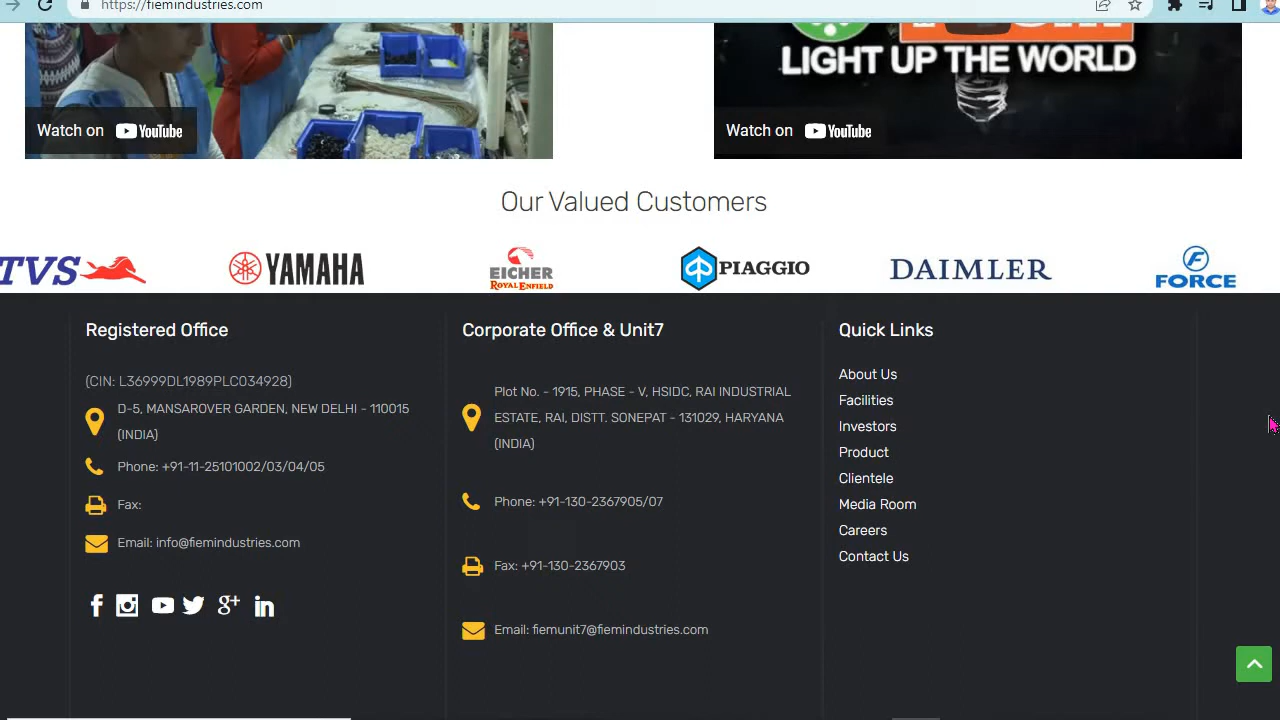 https://fiemindustries.com
LIGHT UP THE WORLD
Watch on YouTube
Watch on YouTube
Our Valued Customers
TVS
YAMAHA
EICHER
ROYAL ENFIELD
PIAGGIO
DAIMLER
FORCE
Registered Office
(CIN: L36999DL1989PLC034928)
D-5, MANSAROVER GARDEN, NEW DELHI - 110015
(INDIA)
Phone: +91-11-25101002/03/04/05
Fax:
Email: info@fiemindustries.com
Corporate Office & Unit7
Plot No. - 1915, PHASE - V, HSIDC, RAI INDUSTRIAL
ESTATE, RAI, DISTT. SONEPAT - 131029, HARYANA
(INDIA)
Phone: +91-130-2367905/07
Fax: +91-130-2367903
Email: fiemunit7@fiemindustries.com
Quick Links
About Us
Facilities
Investors
Product
Clientele
Media Room
Careers
Contact Us